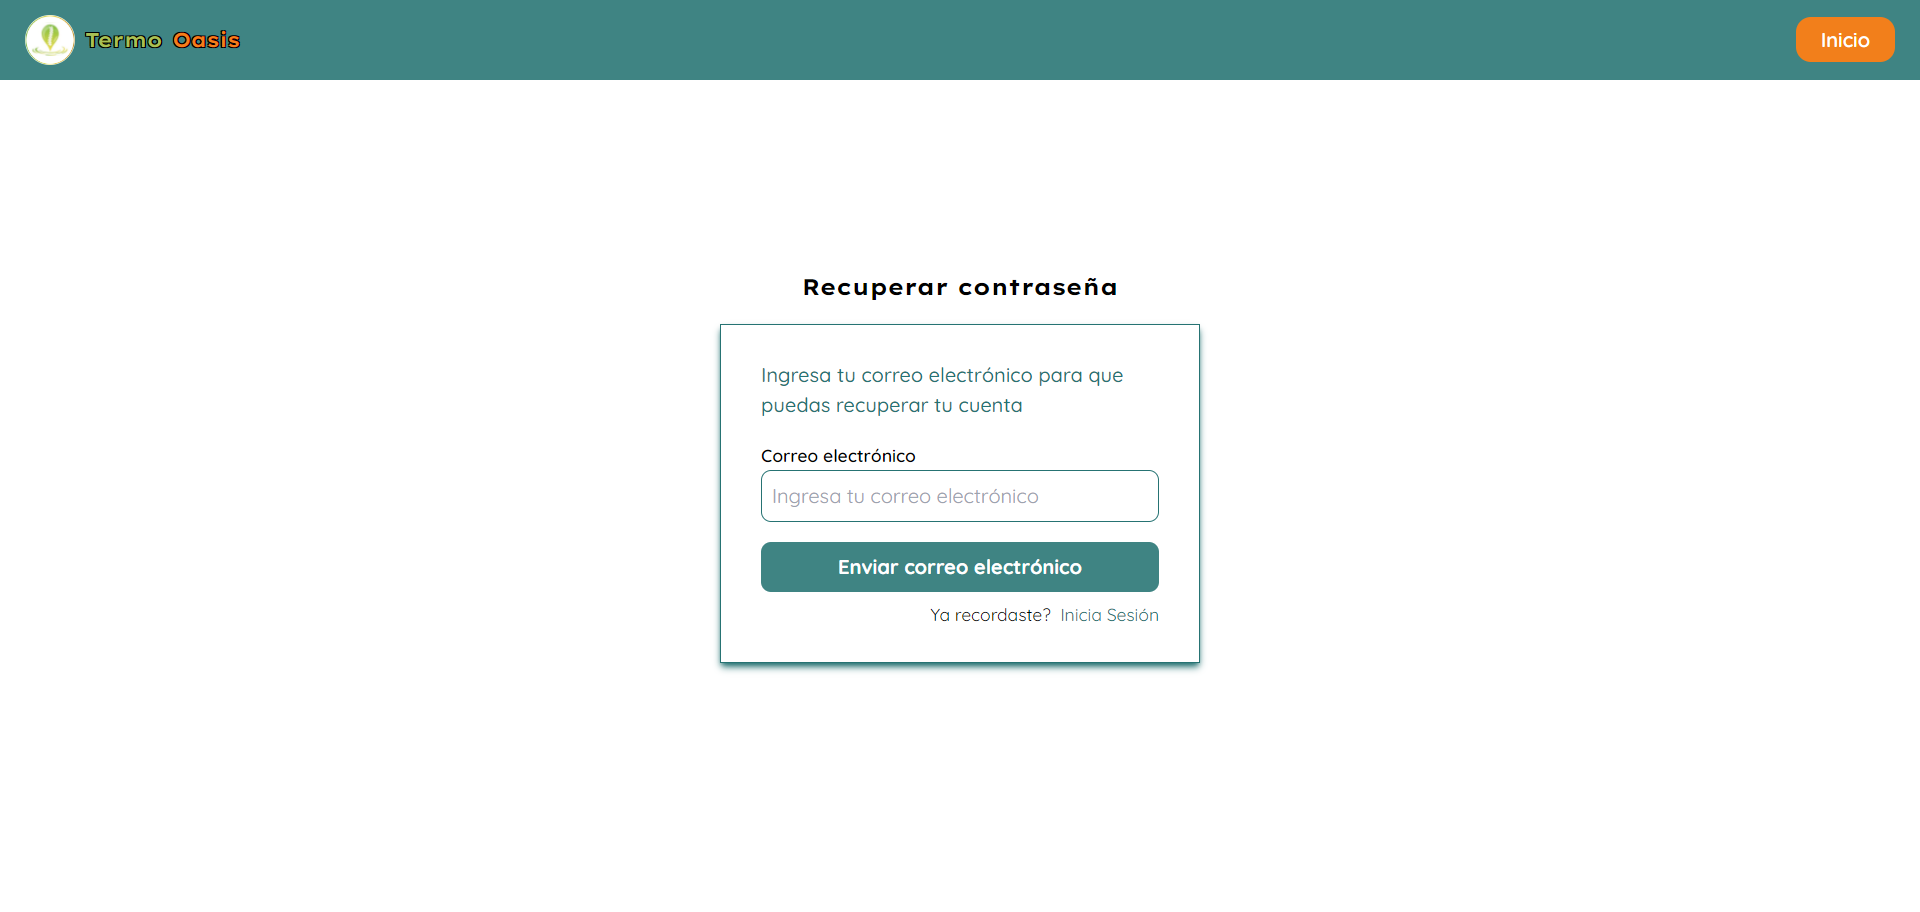 Termo Oasis
Inicio
Recuperar contraseña
Ingresa tu correo electrónico para que
puedas recuperar tu cuenta
Correo electrónico
Ingresa tu correo electrónico
Enviar correo electrónico
Ya recordaste? Inicia Sesión